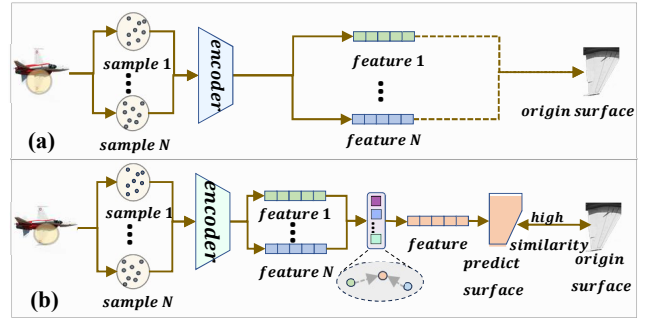 sample 1
encoder
feature 1
sample N
feature N
origin surface
(a)
sample 1
encoder
feature 1
sample N
feature N
feature
predict
surface
high
similarity
origin
surface
(b)